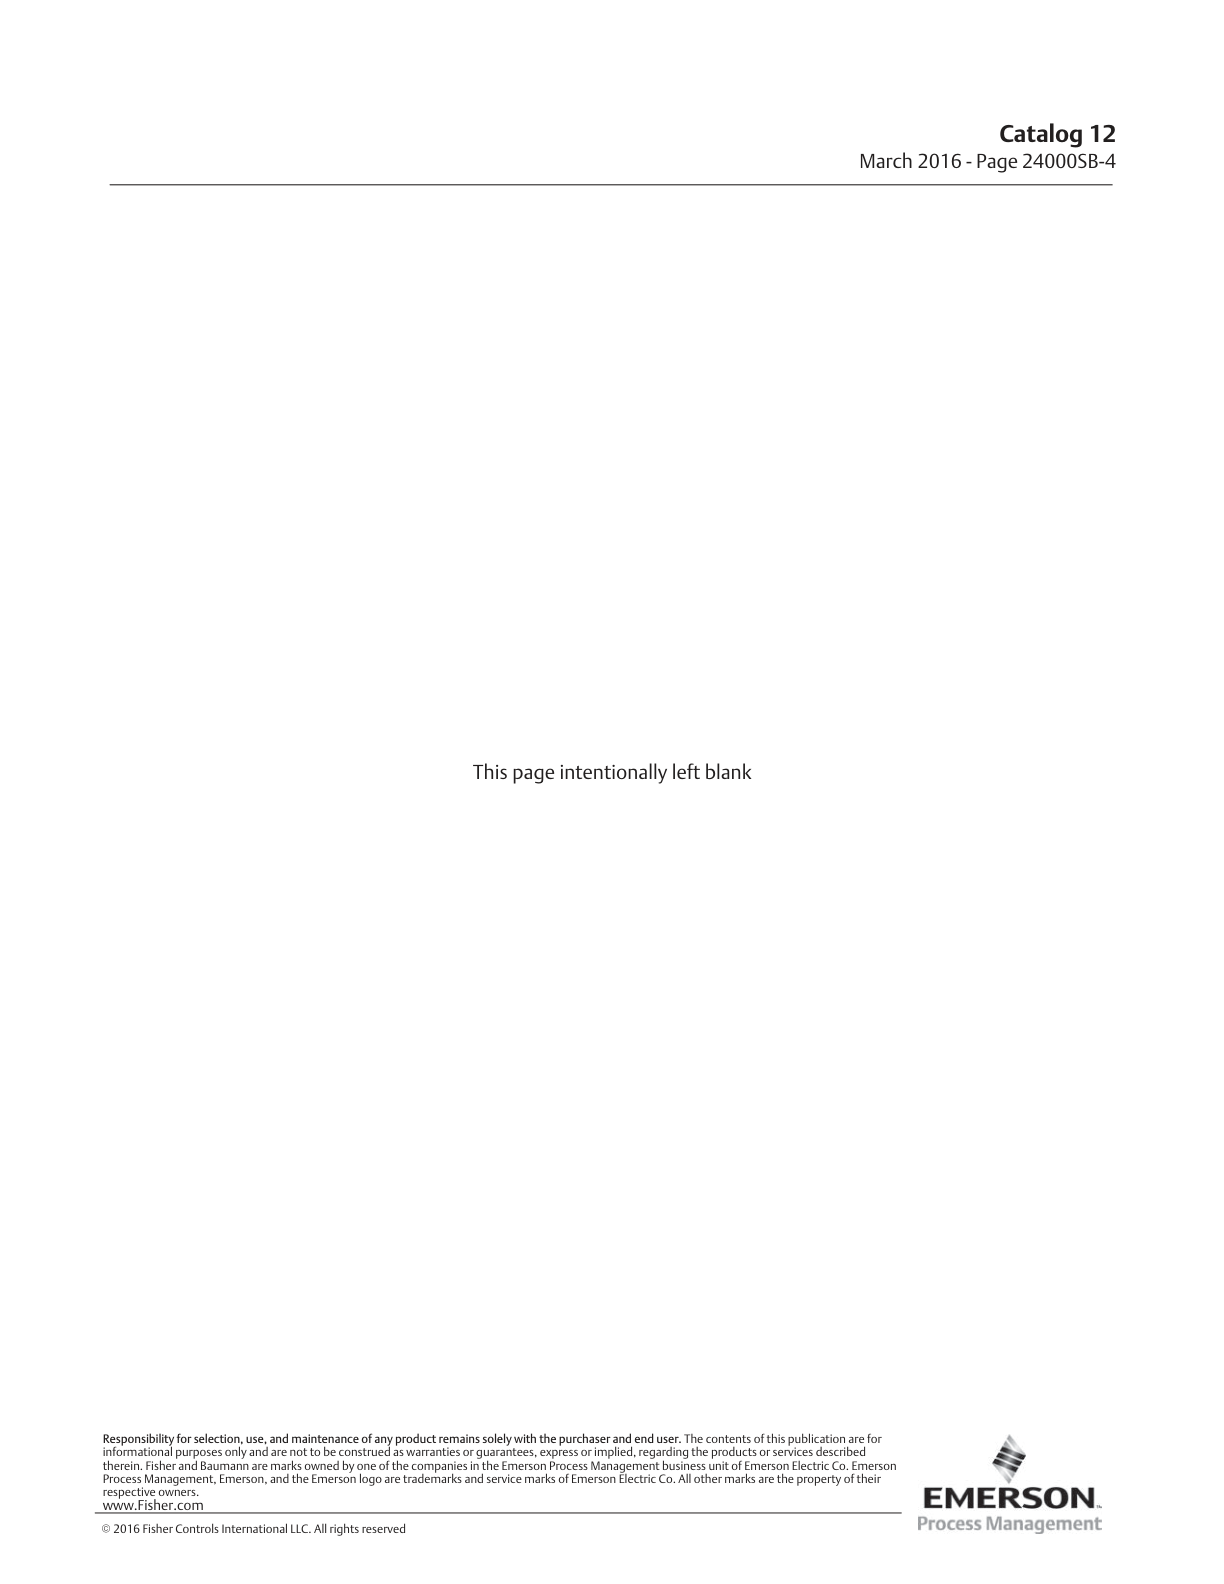 Catalog 12
March 2016 - Page 24000SB-4
This page intentionally left blank
Responsibility for selection, use, and maintenance of any product remains solely with the purchaser and end user. The contents of this publication are for
informational purposes only and are not to be construed as warranties or guarantees, express or implied, regarding the products or services described
therein. Fisher and Baumann are marks owned by one of the companies in the Emerson Process Management business unit of Emerson Electric Co. Emerson
Process Management, Emerson, and the Emerson logo are trademarks and service marks of Emerson Electric Co. All other marks are the property of their
respective owners.
www.Fisher.com
© 2016 Fisher Controls International LLC. All rights reserved
EMERSON™
Process Management